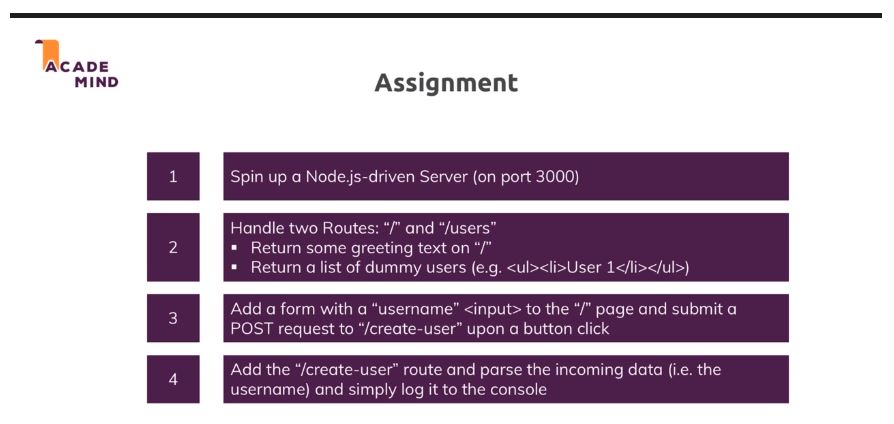 ACADE
MIND
Assignment
1
Spin up a Node.js-driven Server (on port 3000)
2
Handle two Routes: “/” and “/users”
▪ Return some greeting text on “/”
▪ Return a list of dummy users (e.g. <ul><li>User 1</li></ul>)
3
Add a form with a “username” <input> to the “/” page and submit a
POST request to “/create-user” upon a button click
4
Add the “/create-user” route and parse the incoming data (i.e. the
username) and simply log it to the console